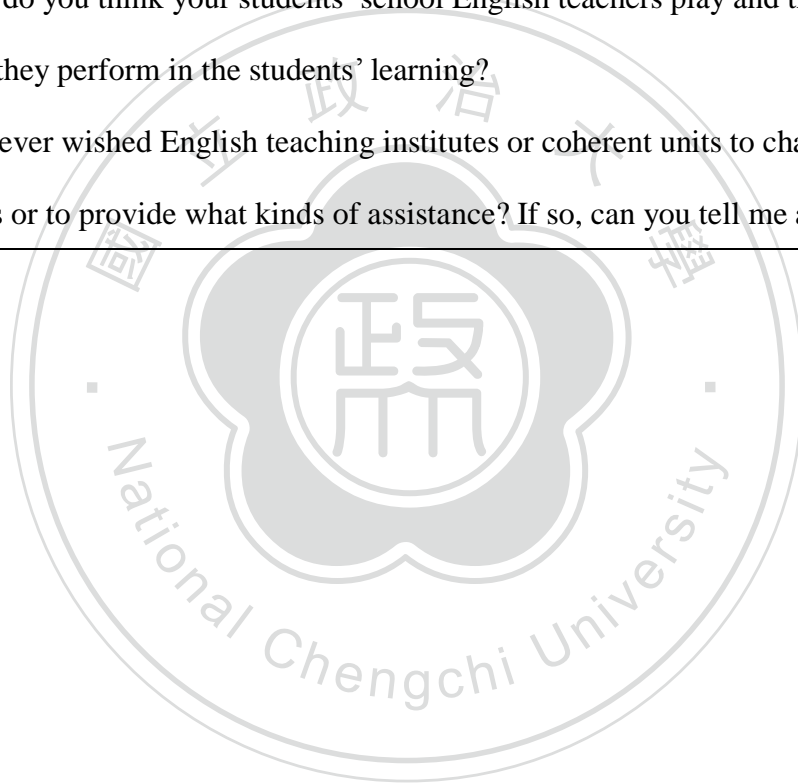 do you think your students' school English teachers play and
they perform in the students' learning?
ever wished English teaching institutes or coherent units to
s or to provide what kinds of assistance? If so, can you tell me
國立政治大學
政大
National Chengchi University